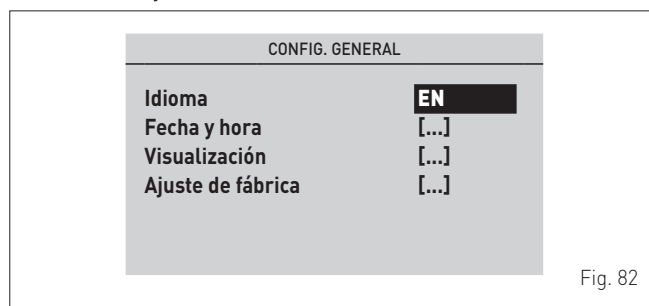 CONFIG. GENERAL
Idioma EN
Fecha y hora [...]
Visualización [...]
Ajuste de fábrica [...]
Fig. 82